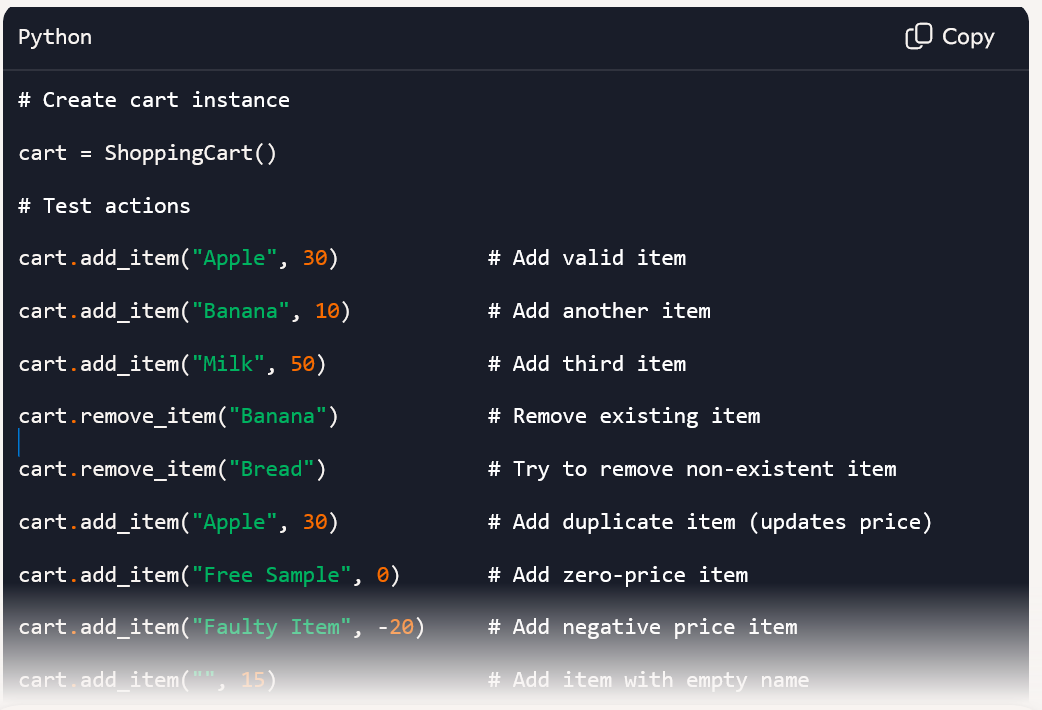 Python
Copy
# Create cart instance
cart = ShoppingCart()
# Test actions
cart.add_item("Apple", 30)            # Add valid item
cart.add_item("Banana", 10)           # Add another item
cart.add_item("Milk", 50)             # Add third item
cart.remove_item("Banana")            # Remove existing item
cart.remove_item("Bread")             # Try to remove non-existent item
cart.add_item("Apple", 30)            # Add duplicate item (updates price)
cart.add_item("Free Sample", 0)       # Add zero-price item
cart.add_item("Faulty Item", -20)     # Add negative price item
cart.add_item("", 15)                 # Add item with empty name